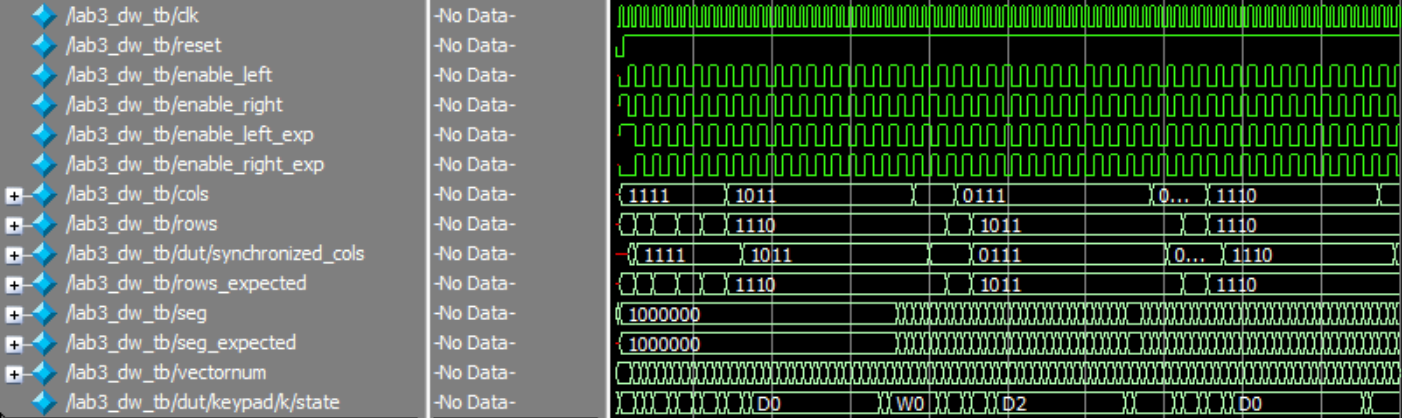 /lab3_dw_tb/clk -No Data-
/lab3_dw_tb/reset -No Data-
/lab3_dw_tb/enable_left -No Data-
/lab3_dw_tb/enable_right -No Data-
/lab3_dw_tb/enable_left_exp -No Data-
/lab3_dw_tb/enable_right_exp -No Data-
/lab3_dw_tb/cols -No Data- 1111 1011 0111 0... 1110
/lab3_dw_tb/rows -No Data- 1110 1011 1110
/lab3_dw_tb/dut/synchronized_cols -No Data- 1111 1011 0111 0... 1110
/lab3_dw_tb/rows_expected -No Data- 1110 1011 1110
/lab3_dw_tb/seg -No Data- 1000000
/lab3_dw_tb/seg_expected -No Data- 1000000
/lab3_dw_tb/vectornum -No Data-
/lab3_dw_tb/dut/keypad/k/state -No Data- D0 W0 D2 D0